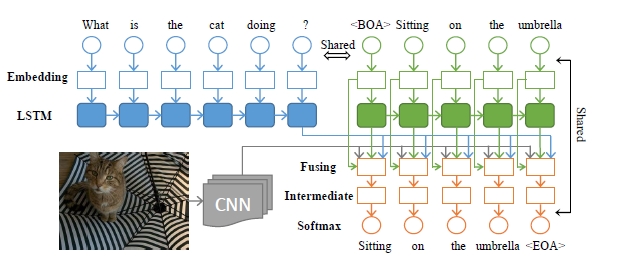 What is the cat doing ? <BOA> Sitting on the umbrella
Shared
Embedding
LSTM
Shared
Fusing
CNN
Intermediate
Softmax
Sitting on the umbrella <EOA>